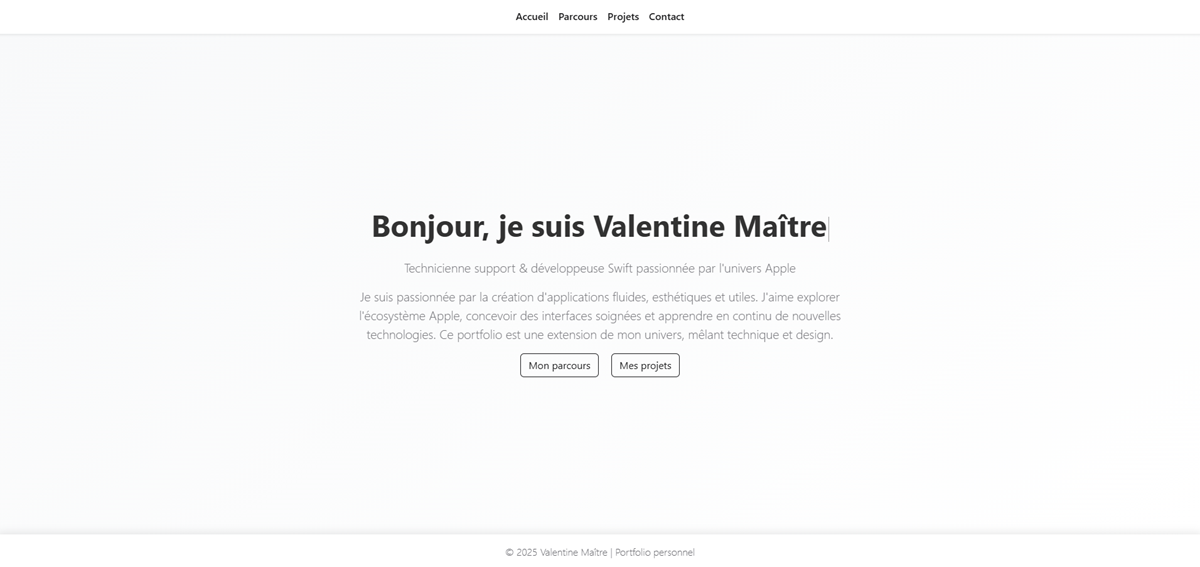 Accueil Parcours Projets Contact
Bonjour, je suis Valentine Maître
Technicienne support & développeuse Swift passionnée par l'univers Apple
Je suis passionnée par la création d'applications fluides, esthétiques et utiles. J'aime explorer
l'écosystème Apple, concevoir des interfaces soignées et apprendre en continu de nouvelles
technologies. Ce portfolio est une extension de mon univers, mêlant technique et design.
Mon parcours Mes projets
© 2025 Valentine Maître | Portfolio personnel